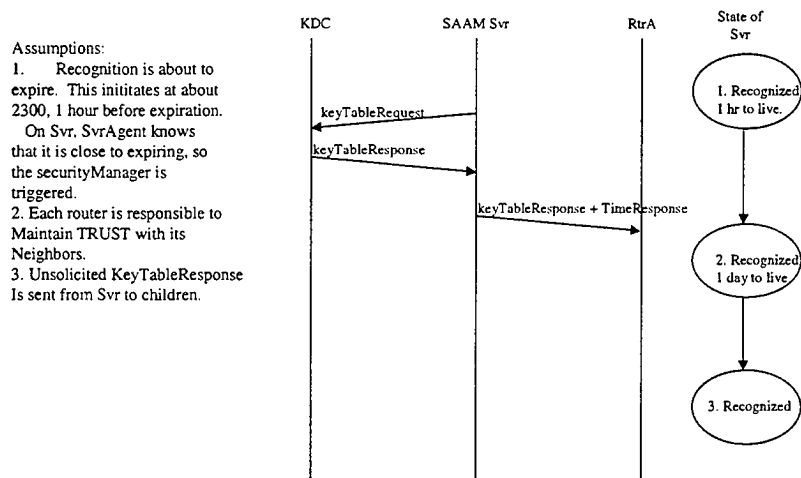 KDC
SAAM Svr
RtrA
State of
Svr
Assumptions:
1. Recognition is about to
expire. This inititates at about
2300, 1 hour before expiration.
On Svr, SvrAgent knows
that it is close to expiring, so
the securityManager is
triggered.
2. Each router is responsible to
Maintain TRUST with its
Neighbors.
3. Unsolicited KeyTableResponse
Is sent from Svr to children.
keyTableRequest
keyTableResponse
keyTableResponse + TimeResponse
1. Recognized
1 hr to live.
2. Recognized
1 day to live
3. Recognized